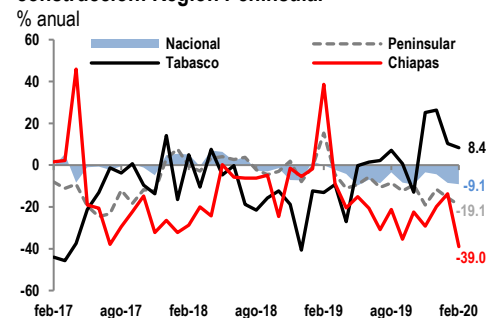 construcción: Región Peninsular
% anual
Nacional
Peninsular
Tabasco
Chiapas
60
40
20
0
-20
-40
-60
8.4
-9.1
-19.1
-39.0
feb-17
ago-17
feb-18
ago-18
feb-19
ago-19
feb-20